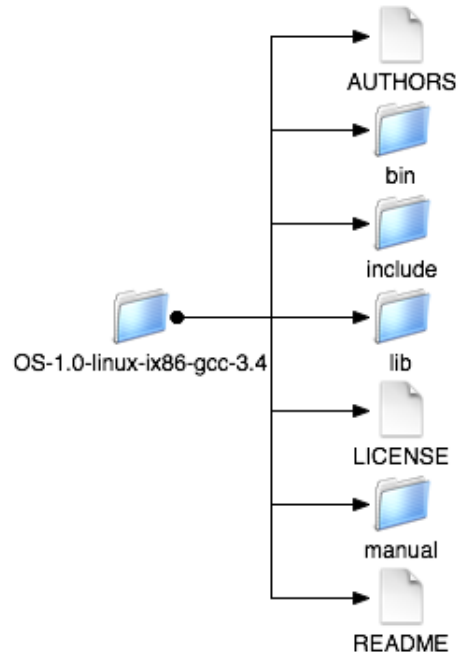 AUTHORS
bin
include
OS-1.0-linux-ix86-gcc-3.4
lib
LICENSE
manual
README